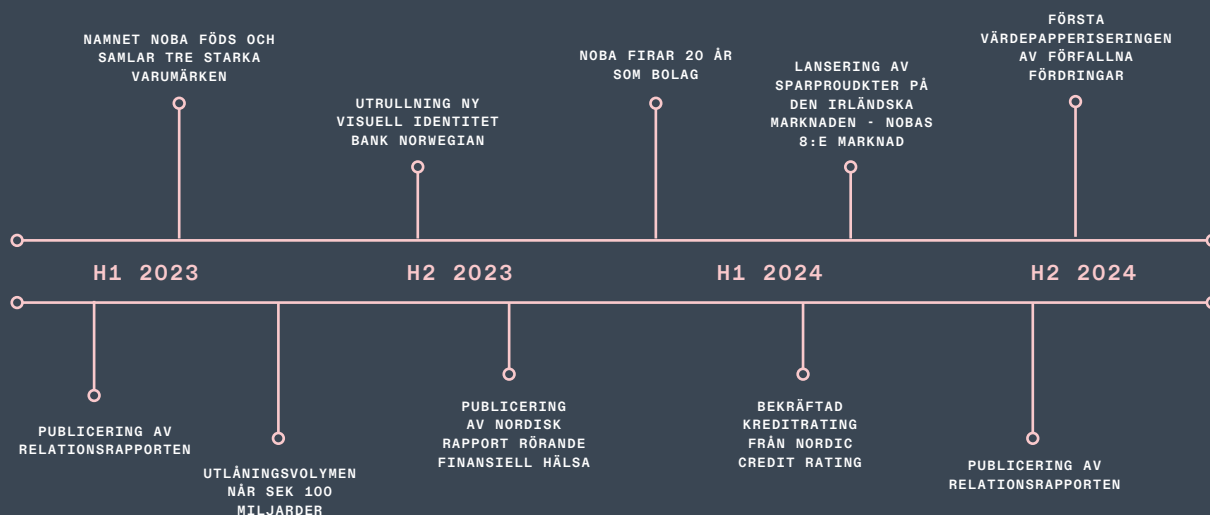 NAMNET NOBA FÖDS OCH
SAMLAR TRE STARKA
VARUMÄRKEN
UTRULLNING NY
VISUELL IDENTITET
BANK NORWEGIAN
NOBA FIRAR 20 ÅR
SOM BOLAG
LANSERING AV
SPARPROUDKTER PÅ
DEN IRLÄNDSKA
MARKNADEN - NOBAS
8:E MARKNAD
FÖRSTA
VÄRDEPAPPERISERINGEN
AV FÖRFALLNA
FÖRDRINGAR
H1 2023
H2 2023
H1 2024
H2 2024
PUBLICERING AV
RELATIONSRAPPORTEN
UTLÅNINGSVOLYMEN
NÅR SEK 100
MILJARDER
PUBLICERING
AV NORDISK
RAPPORT RÖRANDE
FINANSIELL HÄLSA
BEKRÄFTAD
KREDITRATING
FRÅN NORDIC
CREDIT RATING
PUBLICERING AV
RELATIONSRAPPORTEN